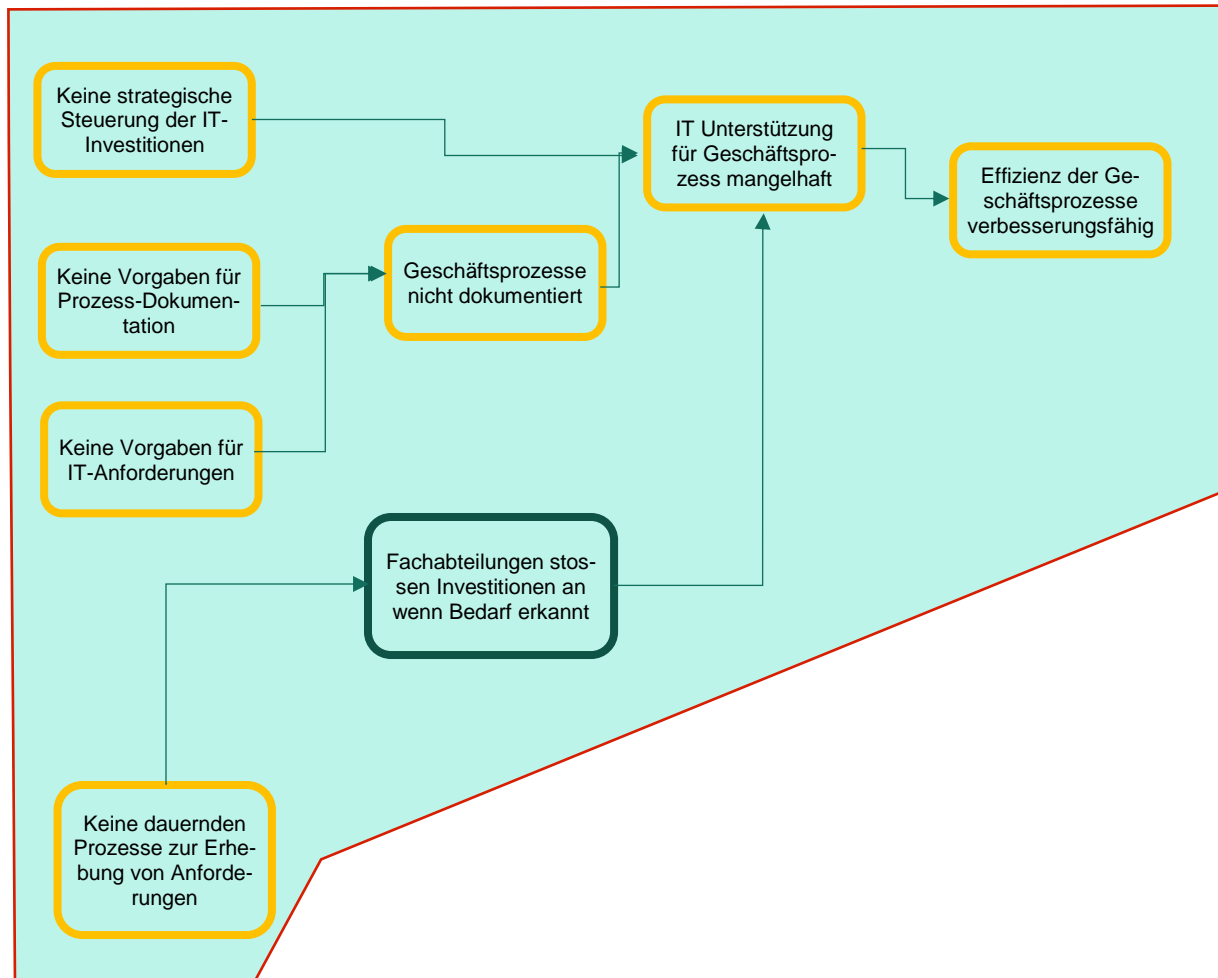 Keine strategische
Steuerung der IT-
Investitionen
IT Unterstützung
für Geschäftspro-
zess mangelhaft
Effizienz der Ge-
schäftsprozesse
verbesserungsfähig
Keine Vorgaben für
Prozess-Dokumen-
tation
Geschäftsprozesse
nicht dokumentiert
Keine Vorgaben für
IT-Anforderungen
Fachabteilungen stos-
sen Investitionen an
wenn Bedarf erkannt
Keine dauernden
Prozesse zur Erhe-
bung von Anforde-
rungen